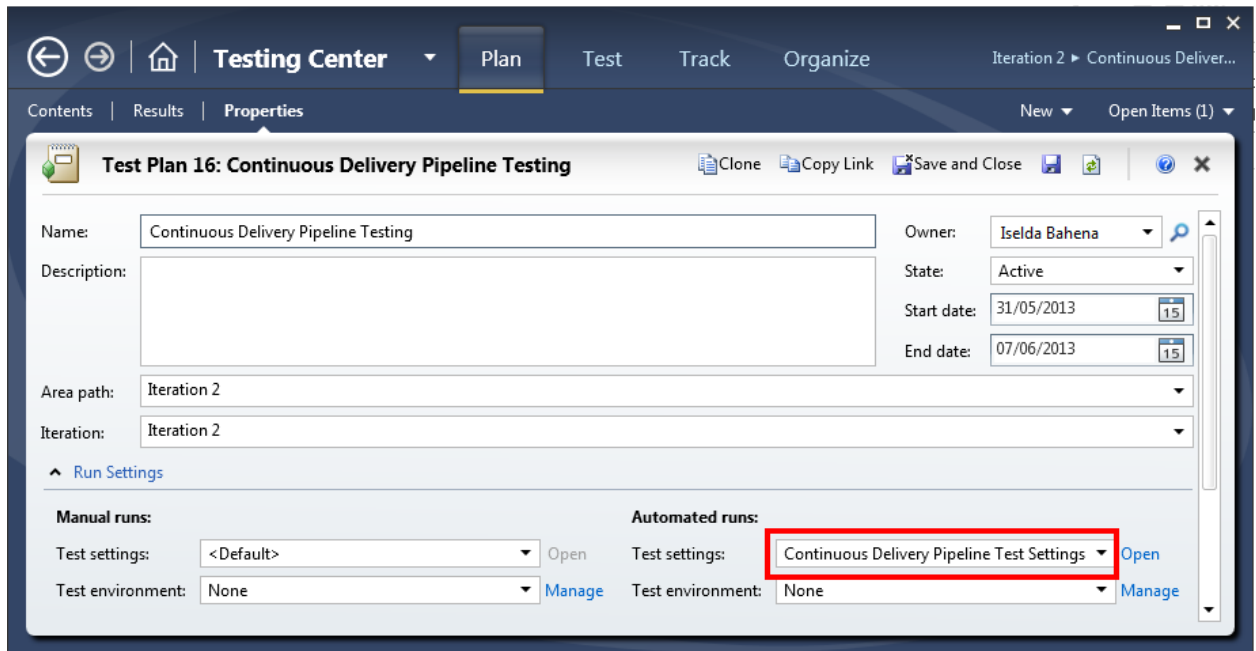 Testing Center Plan Test Track Organize Iteration 2 ▸ Continuous Deliver...
Contents | Results | Properties New Open Items (1)
Test Plan 16: Continuous Delivery Pipeline Testing Clone Copy Link Save and Close
Name: Continuous Delivery Pipeline Testing Owner: Iselda Bahena
Description: State: Active
Start date: 31/05/2013 15
End date: 07/06/2013 15
Area path: Iteration 2
Iteration: Iteration 2
Run Settings
Manual runs: Automated runs:
Test settings: <Default> Open Test settings: Continuous Delivery Pipeline Test Settings Open
Test environment: None Manage Test environment: None Manage